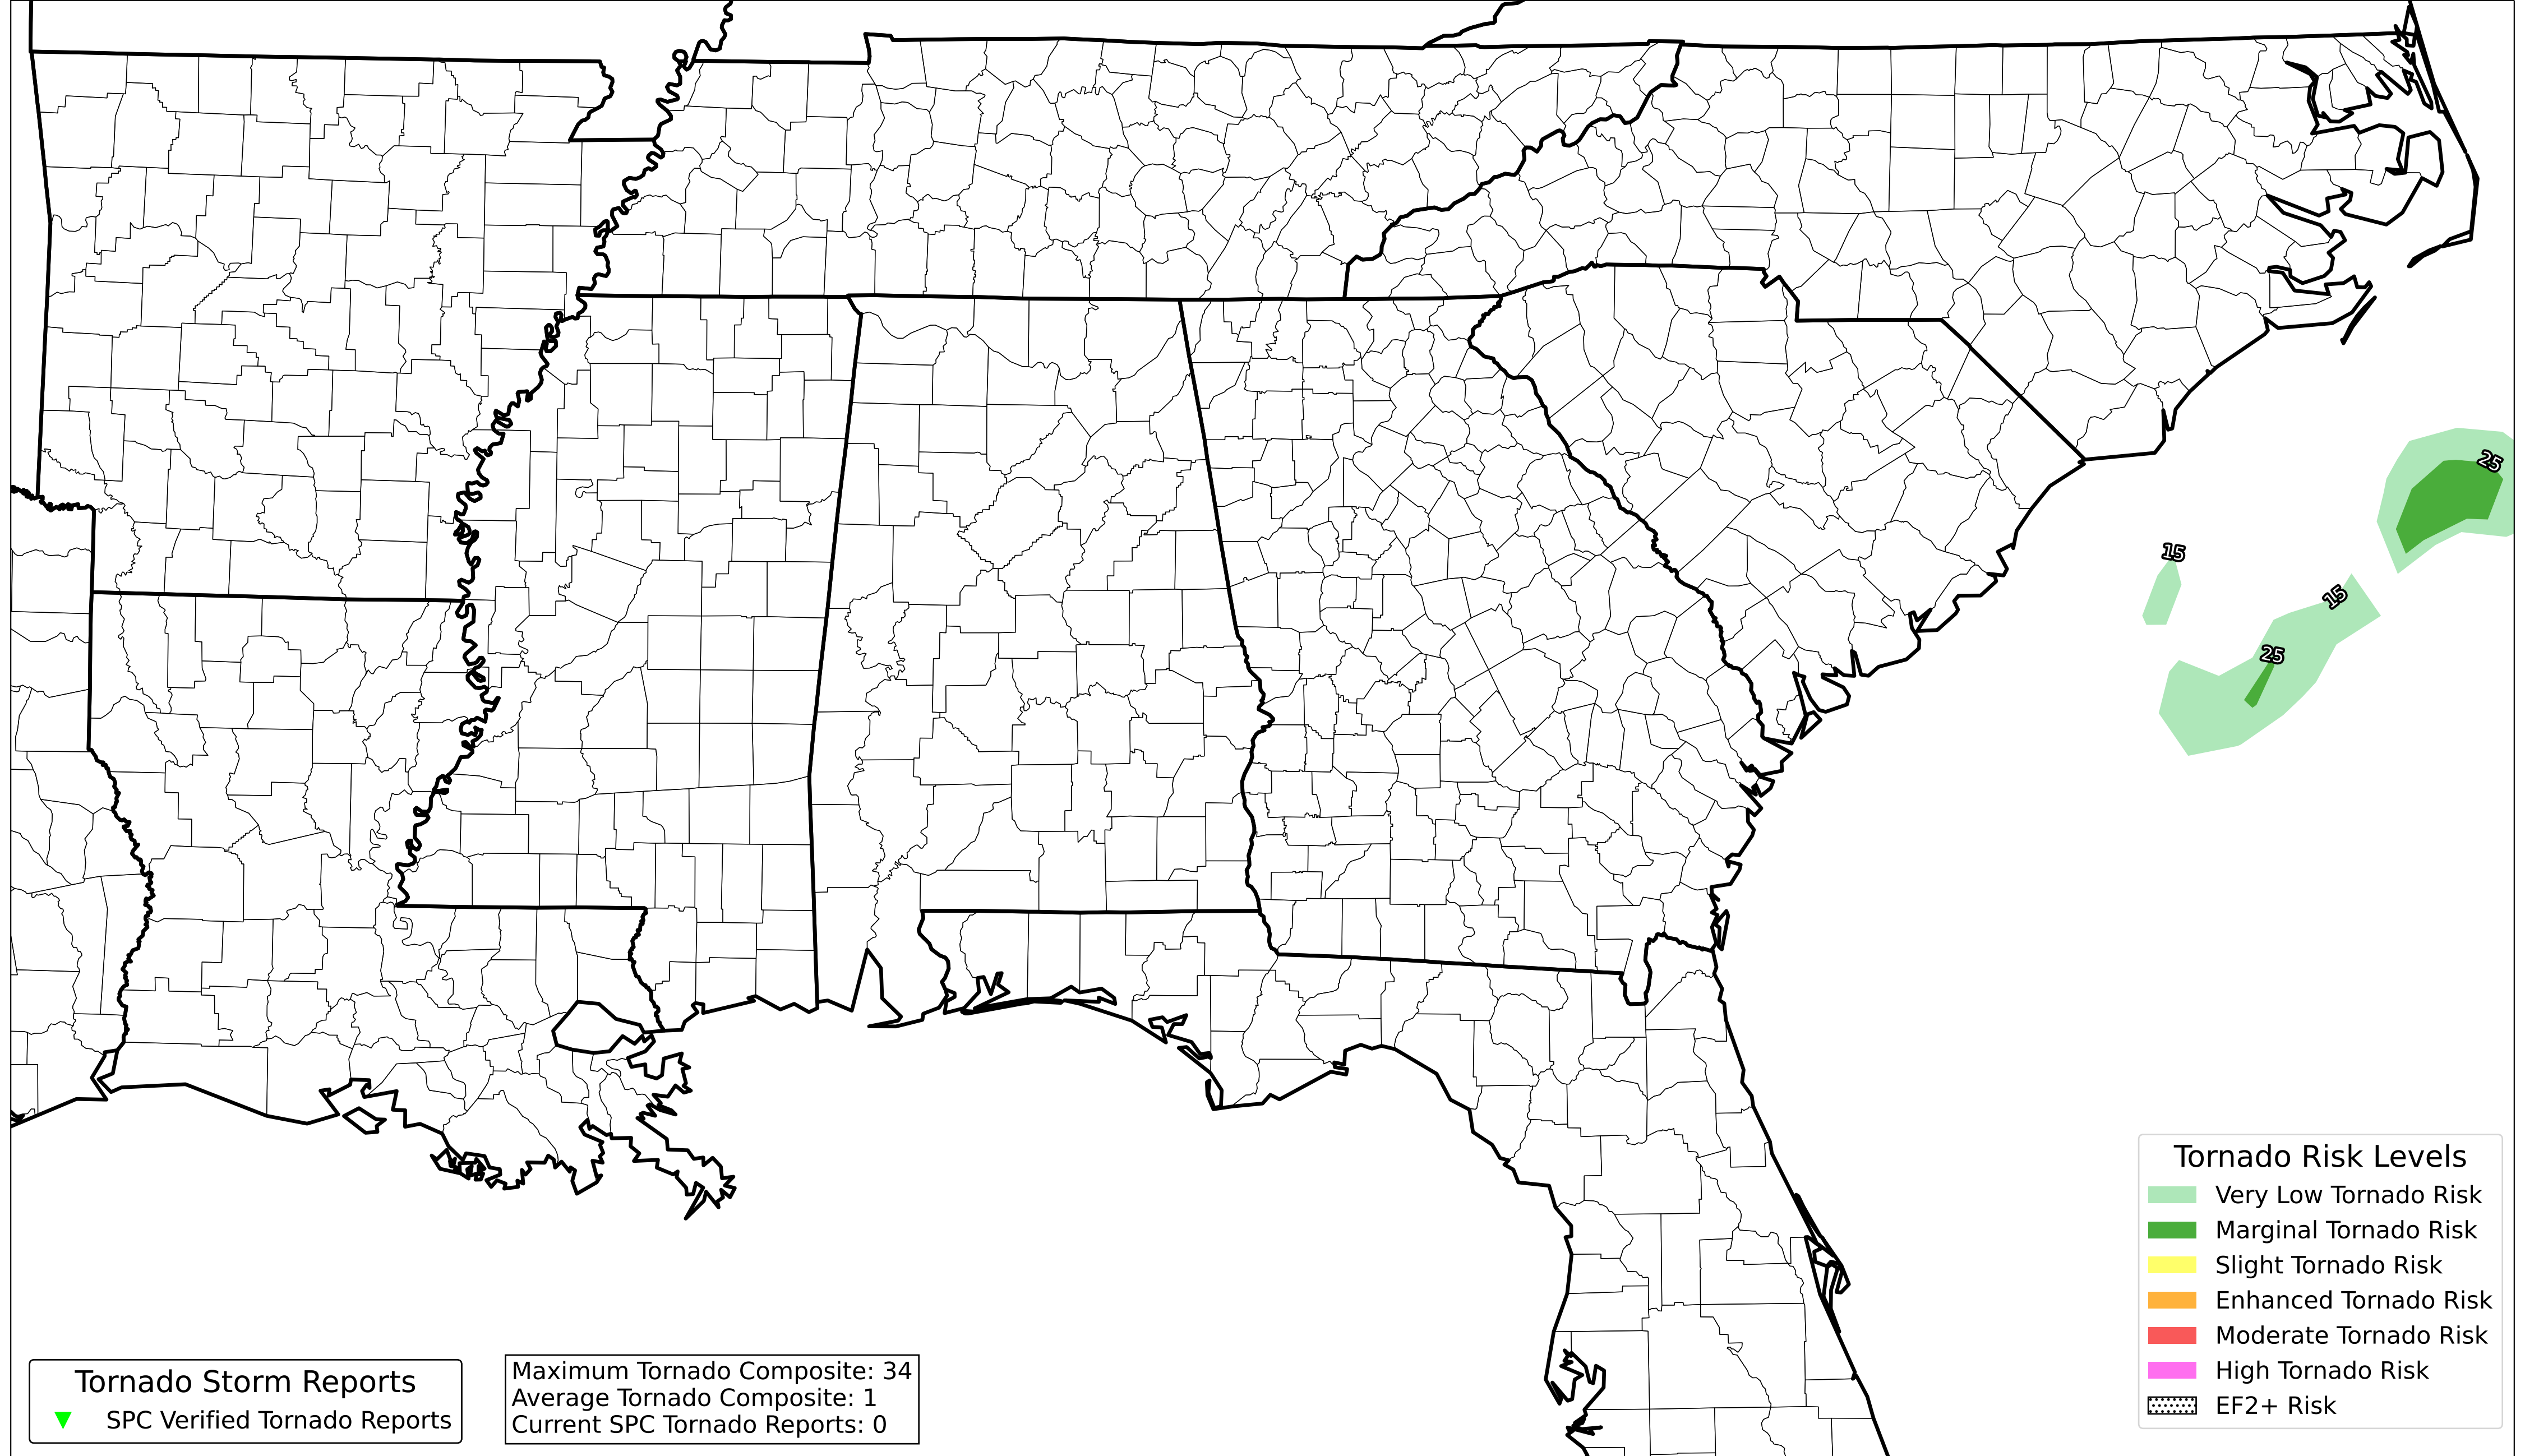 25
15
15
25
Tornado Risk Levels
Very Low Tornado Risk
Marginal Tornado Risk
Slight Tornado Risk
Enhanced Tornado Risk
Moderate Tornado Risk
High Tornado Risk
EF2+ Risk
Tornado Storm Reports
SPC Verified Tornado Reports
Maximum Tornado Composite: 34
Average Tornado Composite: 1
Current SPC Tornado Reports: 0